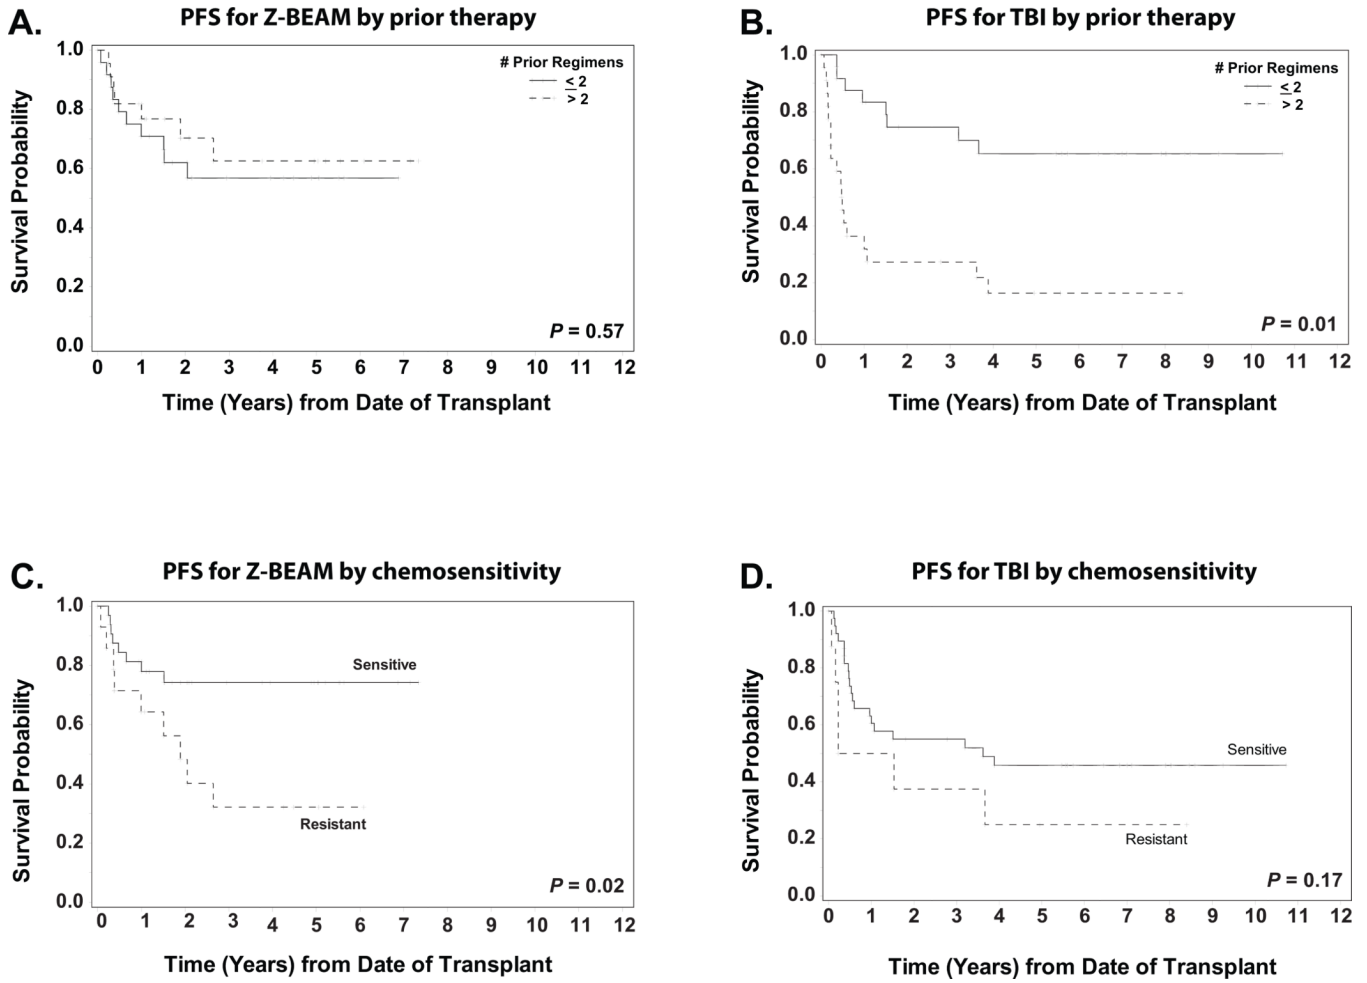 A.
PFS for Z-BEAM by prior therapy
Survival Probability
1.0
0.8
0.6
0.4
0.2
0.0
# Prior Regimens
≤ 2
> 2
P = 0.57
0 1 2 3 4 5 6 7 8 9 10 11 12
Time (Years) from Date of Transplant
B.
PFS for TBI by prior therapy
Survival Probability
1.0
0.8
0.6
0.4
0.2
0.0
# Prior Regimens
≤ 2
> 2
P = 0.01
0 1 2 3 4 5 6 7 8 9 10 11 12
Time (Years) from Date of Transplant
C.
PFS for Z-BEAM by chemosensitivity
Survival Probability
1.0
0.8
0.6
0.4
0.2
0.0
Sensitive
Resistant
P = 0.02
0 1 2 3 4 5 6 7 8 9 10 11 12
Time (Years) from Date of Transplant
D.
PFS for TBI by chemosensitivity
Survival Probability
1.0
0.8
0.6
0.4
0.2
0.0
Sensitive
Resistant
P = 0.17
0 1 2 3 4 5 6 7 8 9 10 11 12
Time (Years) from Date of Transplant